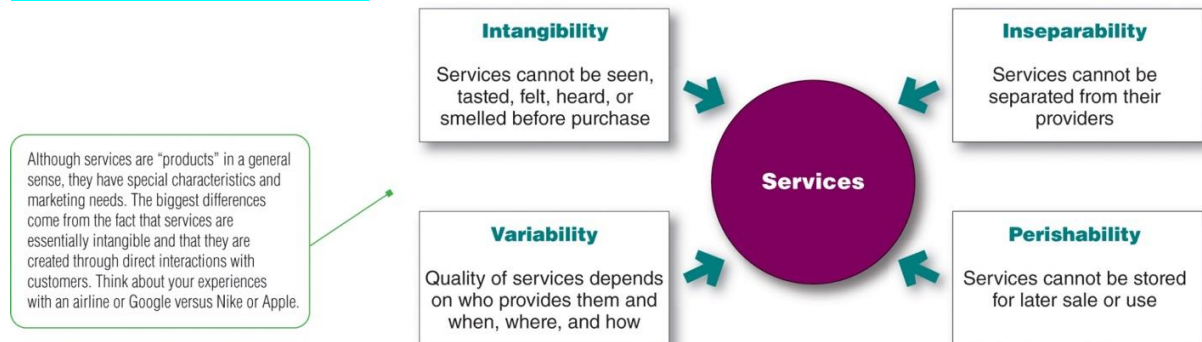 Intangibility
Services cannot be seen,
tasted, felt, heard, or
smelled before purchase
Inseparability
Services cannot be
separated from their
providers
Although services are “products” in a general
sense, they have special characteristics and
marketing needs. The biggest differences
come from the fact that services are
essentially intangible and that they are
created through direct interactions with
customers. Think about your experiences
with an airline or Google versus Nike or Apple.
Services
Variability
Quality of services depends
on who provides them and
when, where, and how
Perishability
Services cannot be stored
for later sale or use